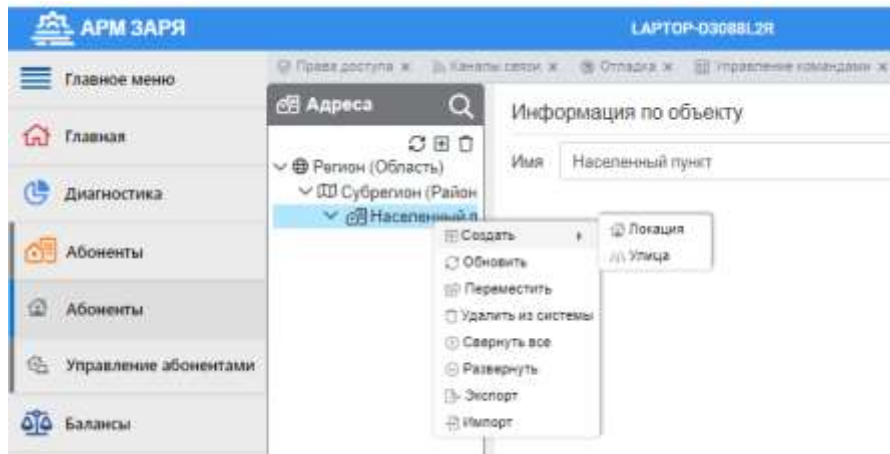 АРМ ЗАРЯ
LAPTOP-D3088L2R
Главное меню
Главная
Диагностика
Абоненты
Абоненты
Управление абонентами
Балансы
Права доступа × Каналы связи × Отладка × Управление командами ×
Адреса
Регион (Область)
Субрегион (Район
Населенный п
Информация по объекту
Имя Населенный пункт
Создать
Обновить
Переместить
Удалить из системы
Свернуть все
Развернуть
Экспорт
Импорт
Локация
Улица